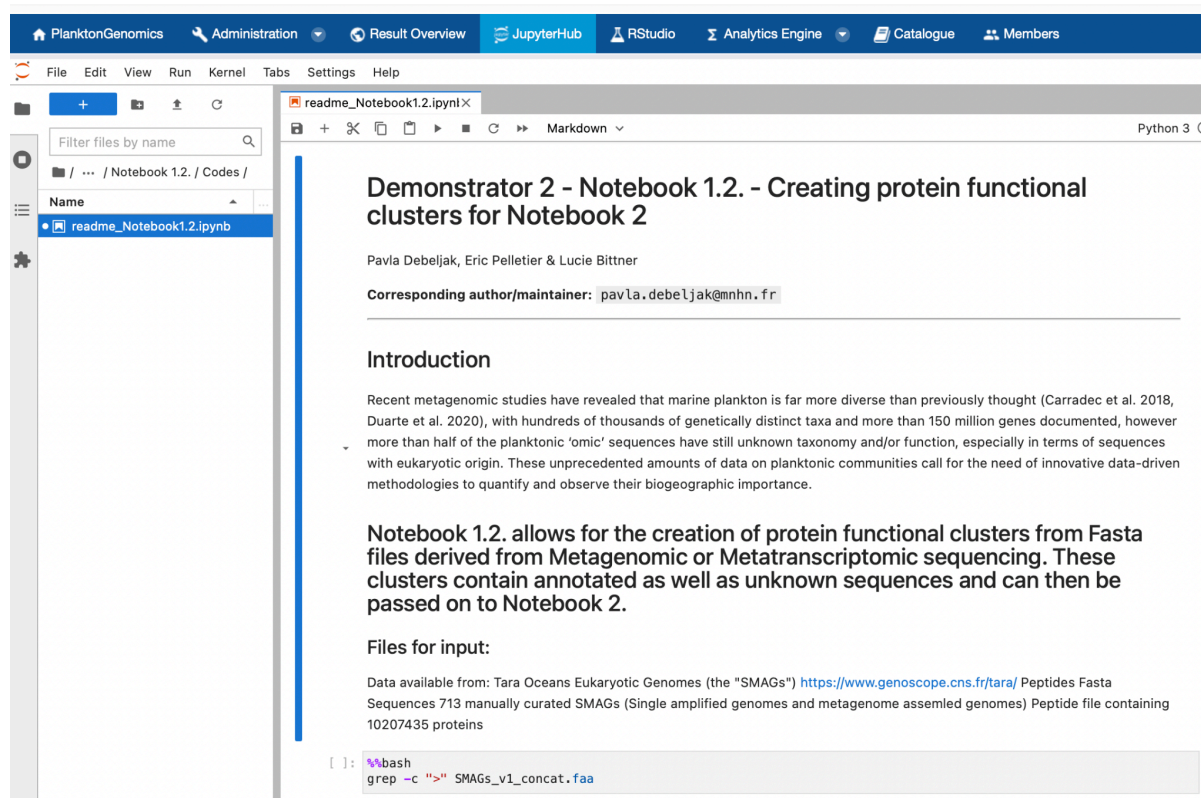 PlanktonGenomics Administration Result Overview JupyterHub RStudio Σ Analytics Engine Catalogue Members
File Edit View Run Kernel Tabs Settings Help
readme_Notebook1.2.ipynb
Filter files by name
Markdown
Python 3
/ ··· / Notebook 1.2. / Codes /
Name
readme_Notebook1.2.ipynb
Demonstrator 2 - Notebook 1.2. - Creating protein functional
clusters for Notebook 2
Pavla Debeljak, Eric Pelletier & Lucie Bittner
Corresponding author/maintainer: pavla.debeljak@mnhn.fr
Introduction
Recent metagenomic studies have revealed that marine plankton is far more diverse than previously thought (Carradec et al. 2018,
Duarte et al. 2020), with hundreds of thousands of genetically distinct taxa and more than 150 million genes documented, however
more than half of the planktonic ‘omic’ sequences have still unknown taxonomy and/or function, especially in terms of sequences
with eukaryotic origin. These unprecedented amounts of data on planktonic communities call for the need of innovative data-driven
methodologies to quantify and observe their biogeographic importance.
Notebook 1.2. allows for the creation of protein functional clusters from Fasta
files derived from Metagenomic or Metatranscriptomic sequencing. These
clusters contain annotated as well as unknown sequences and can then be
passed on to Notebook 2.
Files for input:
Data available from: Tara Oceans Eukaryotic Genomes (the "SMAGs") https://www.genoscope.cns.fr/tara/ Peptides Fasta
Sequences 713 manually curated SMAGs (Single amplified genomes and metagenome assemled genomes) Peptide file containing
10207435 proteins
[ ]: %%bash
grep -c ">" SMAGs_v1_concat.faa